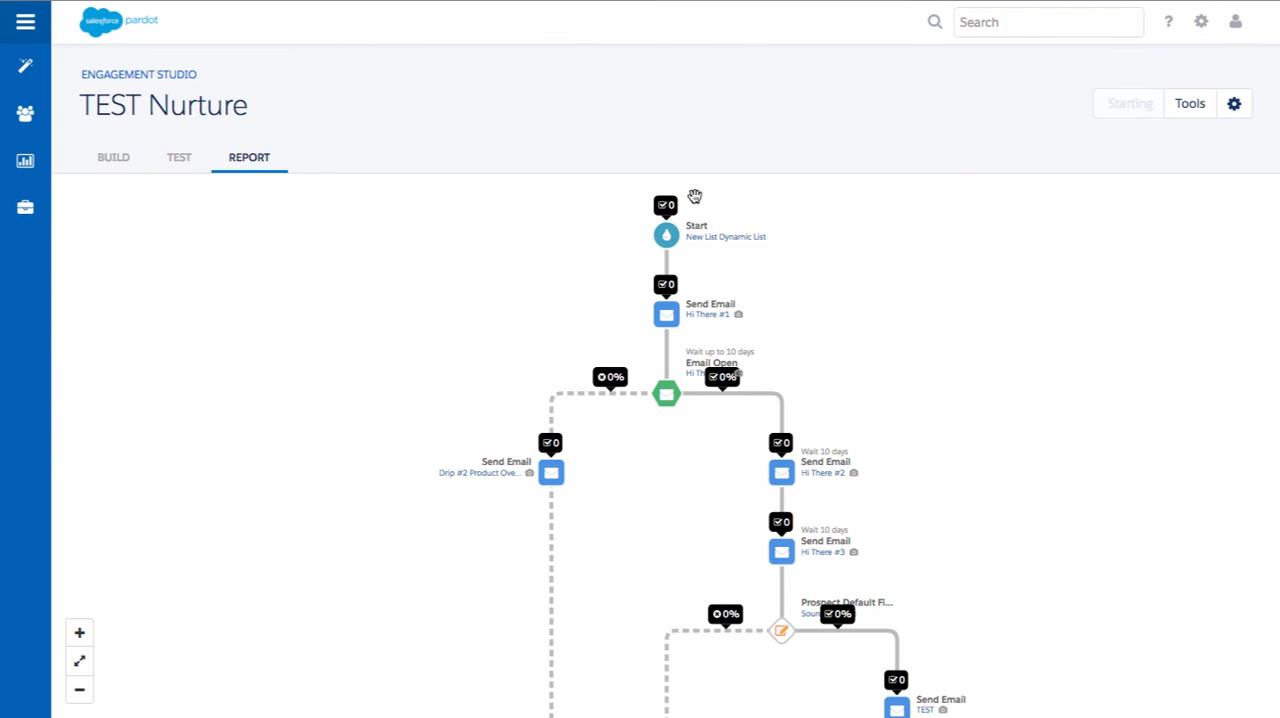 salesforce pardot
Search
?
ENGAGEMENT STUDIO
TEST Nurture
Starting
Tools
BUILD
TEST
REPORT
0
Start
New List Dynamic List
0
Send Email
Hi There #1
Wait up to 10 days
Email Open
Hi Th
0%
0%
0
Send Email
Drip #2 Product Ove...
0
Wait 10 days
Send Email
Hi There #2
0
Wait 10 days
Send Email
Hi There #3
Prospect Default Fi...
Sour
0%
0%
0
Send Email
TEST